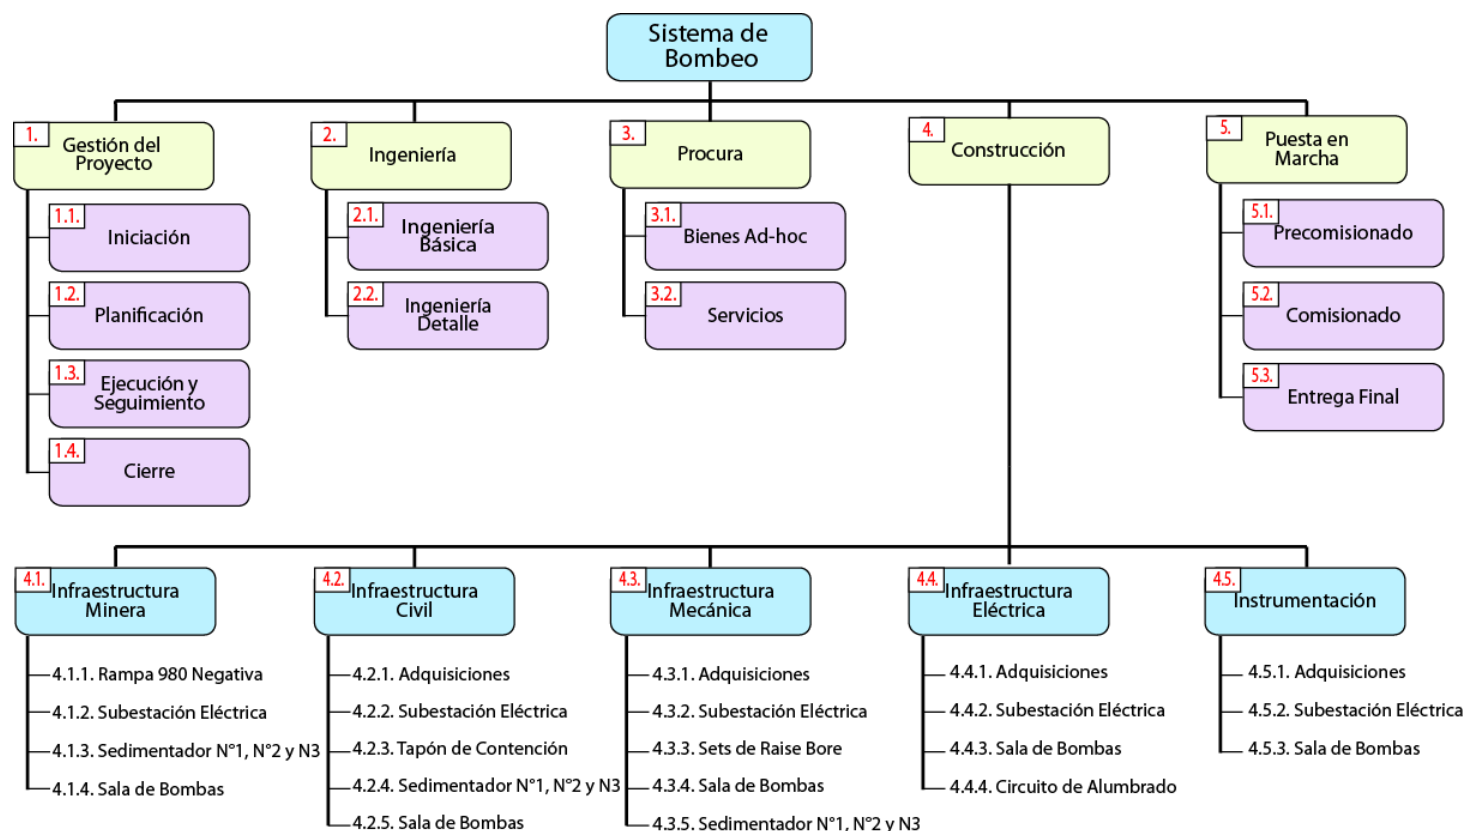 Sistema de
Bombeo
1.
Gestión del
Proyecto
2.
Ingeniería
3.
Procura
4.
Construcción
5.
Puesta en
Marcha
1.1.
Iniciación
1.2.
Planificación
1.3.
Ejecución y
Seguimiento
1.4.
Cierre
2.1.
Ingeniería
Básica
2.2.
Ingeniería
Detalle
3.1.
Bienes Ad-hoc
3.2.
Servicios
5.1.
Precomisionado
5.2.
Comisionado
5.3.
Entrega Final
4.1.
Infraestructura
Minera
4.1.1. Rampa 980 Negativa
4.1.2. Subestación Eléctrica
4.1.3. Sedimentador N°1, N°2 y N3
4.1.4. Sala de Bombas
4.2.
Infraestructura
Civil
4.2.1. Adquisiciones
4.2.2. Subestación Eléctrica
4.2.3. Tapón de Contención
4.2.4. Sedimentador N°1, N°2 y N3
4.2.5. Sala de Bombas
4.3.
Infraestructura
Mecánica
4.3.1. Adquisiciones
4.3.2. Subestación Eléctrica
4.3.3. Sets de Raise Bore
4.3.4. Sala de Bombas
4.3.5. Sedimentador N°1, N°2 y N3
4.4.
Infraestructura
Eléctrica
4.4.1. Adquisiciones
4.4.2. Subestación Eléctrica
4.4.3. Sala de Bombas
4.4.4. Circuito de Alumbrado
4.5.
Instrumentación
4.5.1. Adquisiciones
4.5.2. Subestación Eléctrica
4.5.3. Sala de Bombas